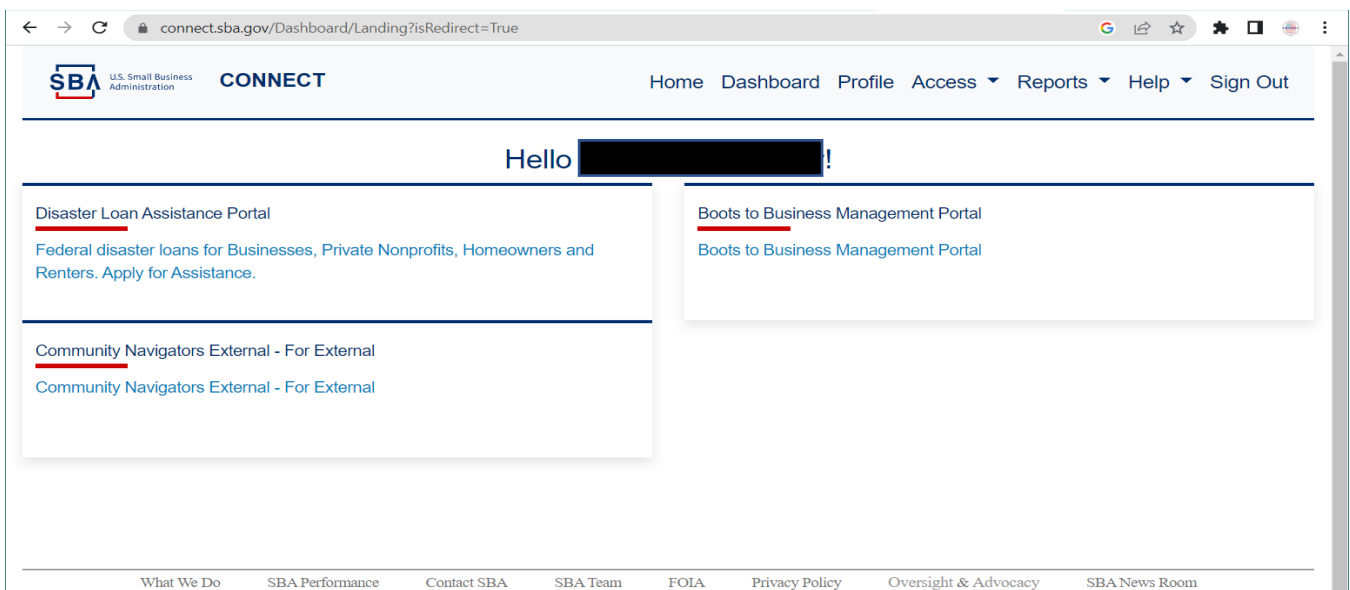 connect.sba.gov/Dashboard/Landing?isRedirect=True
SBA U.S. Small Business Administration CONNECT Home Dashboard Profile Access Reports Help Sign Out
Hello !
Disaster Loan Assistance Portal
Federal disaster loans for Businesses, Private Nonprofits, Homeowners and
Renters. Apply for Assistance.
Boots to Business Management Portal
Boots to Business Management Portal
Community Navigators External - For External
Community Navigators External - For External
What We Do SBA Performance Contact SBA SBA Team FOIA Privacy Policy Oversight & Advocacy SBA News Room